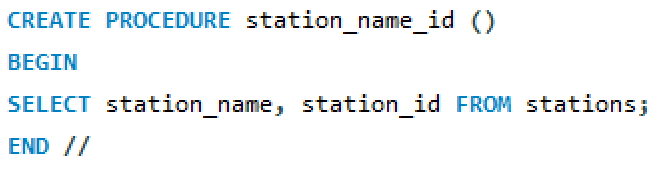 CREATE PROCEDURE station_name_id ()
BEGIN
SELECT station_name, station_id FROM stations;
END //